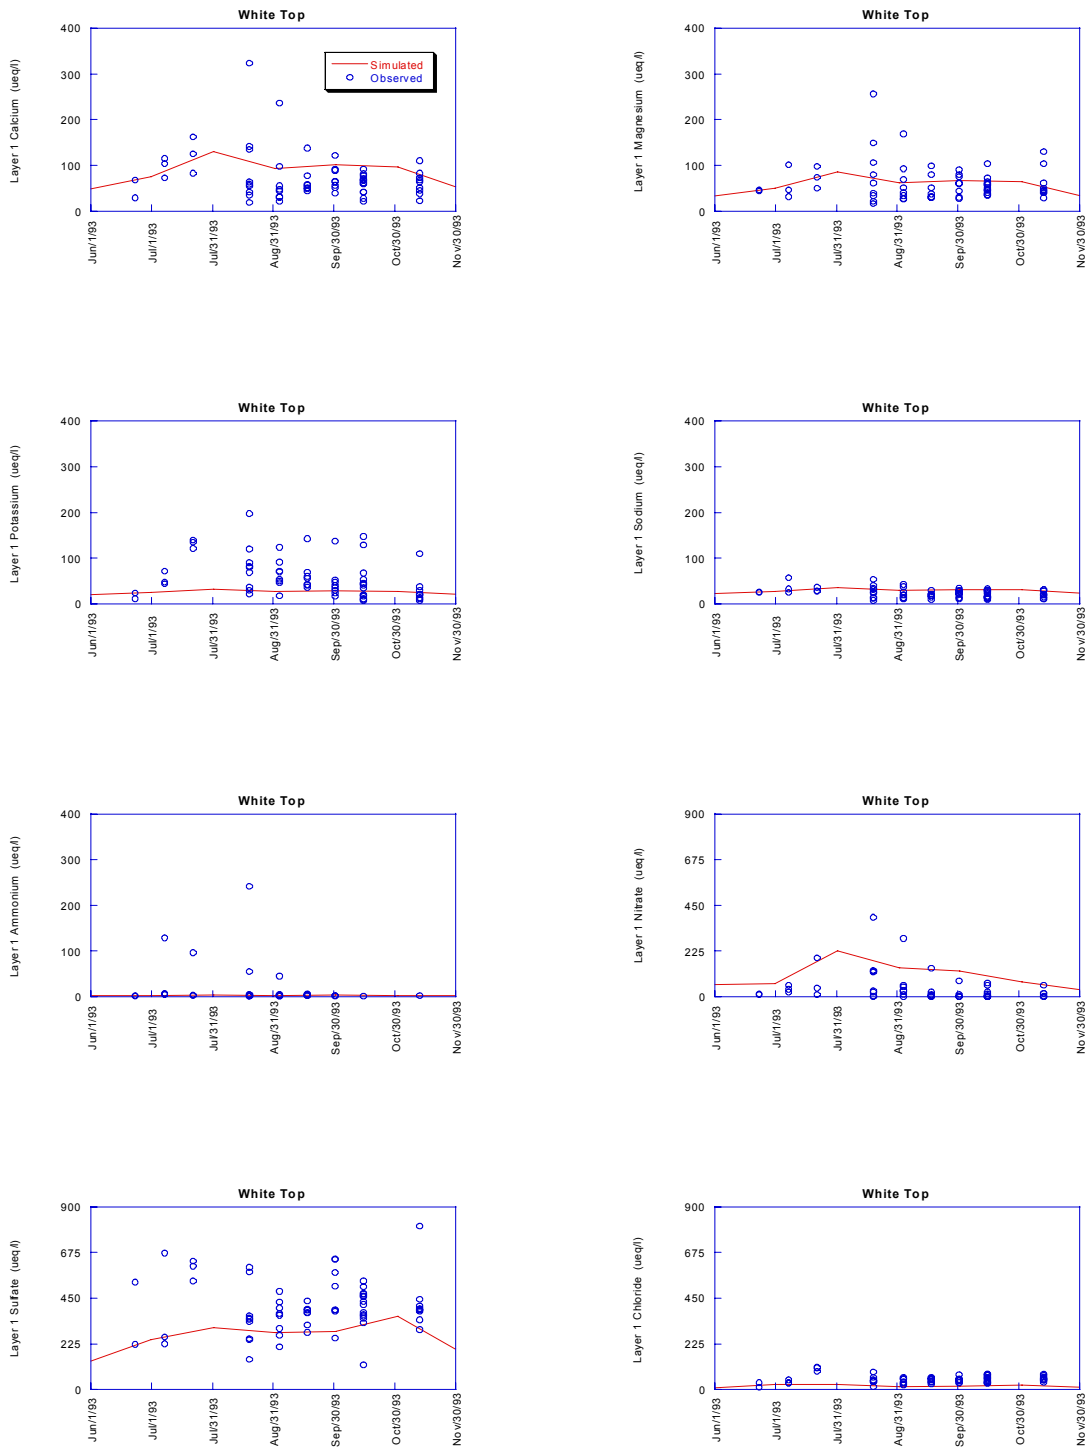 White Top
Layer 1 Calcium (ueq/l)
400
300
200
100
0
Simulated
Observed
Jun/1/93
Jul/1/93
Jul/31/93
Aug/31/93
Sep/30/93
Oct/30/93
Nov/30/93
White Top
Layer 1 Magnesium (ueq/l)
400
300
200
100
0
Jun/1/93
Jul/1/93
Jul/31/93
Aug/31/93
Sep/30/93
Oct/30/93
Nov/30/93
White Top
Layer 1 Potassium (ueq/l)
400
300
200
100
0
Jun/1/93
Jul/1/93
Jul/31/93
Aug/31/93
Sep/30/93
Oct/30/93
Nov/30/93
White Top
Layer 1 Sodium (ueq/l)
400
300
200
100
0
Jun/1/93
Jul/1/93
Jul/31/93
Aug/31/93
Sep/30/93
Oct/30/93
Nov/30/93
White Top
Layer 1 Ammonium (ueq/l)
400
300
200
100
0
Jun/1/93
Jul/1/93
Jul/31/93
Aug/31/93
Sep/30/93
Oct/30/93
Nov/30/93
White Top
Layer 1 Nitrate (ueq/l)
900
675
450
225
0
Jun/1/93
Jul/1/93
Jul/31/93
Aug/31/93
Sep/30/93
Oct/30/93
Nov/30/93
White Top
Layer 1 Sulfate (ueq/l)
900
675
450
225
0
Jun/1/93
Jul/1/93
Jul/31/93
Aug/31/93
Sep/30/93
Oct/30/93
Nov/30/93
White Top
Layer 1 Chloride (ueq/l)
900
675
450
225
0
Jun/1/93
Jul/1/93
Jul/31/93
Aug/31/93
Sep/30/93
Oct/30/93
Nov/30/93